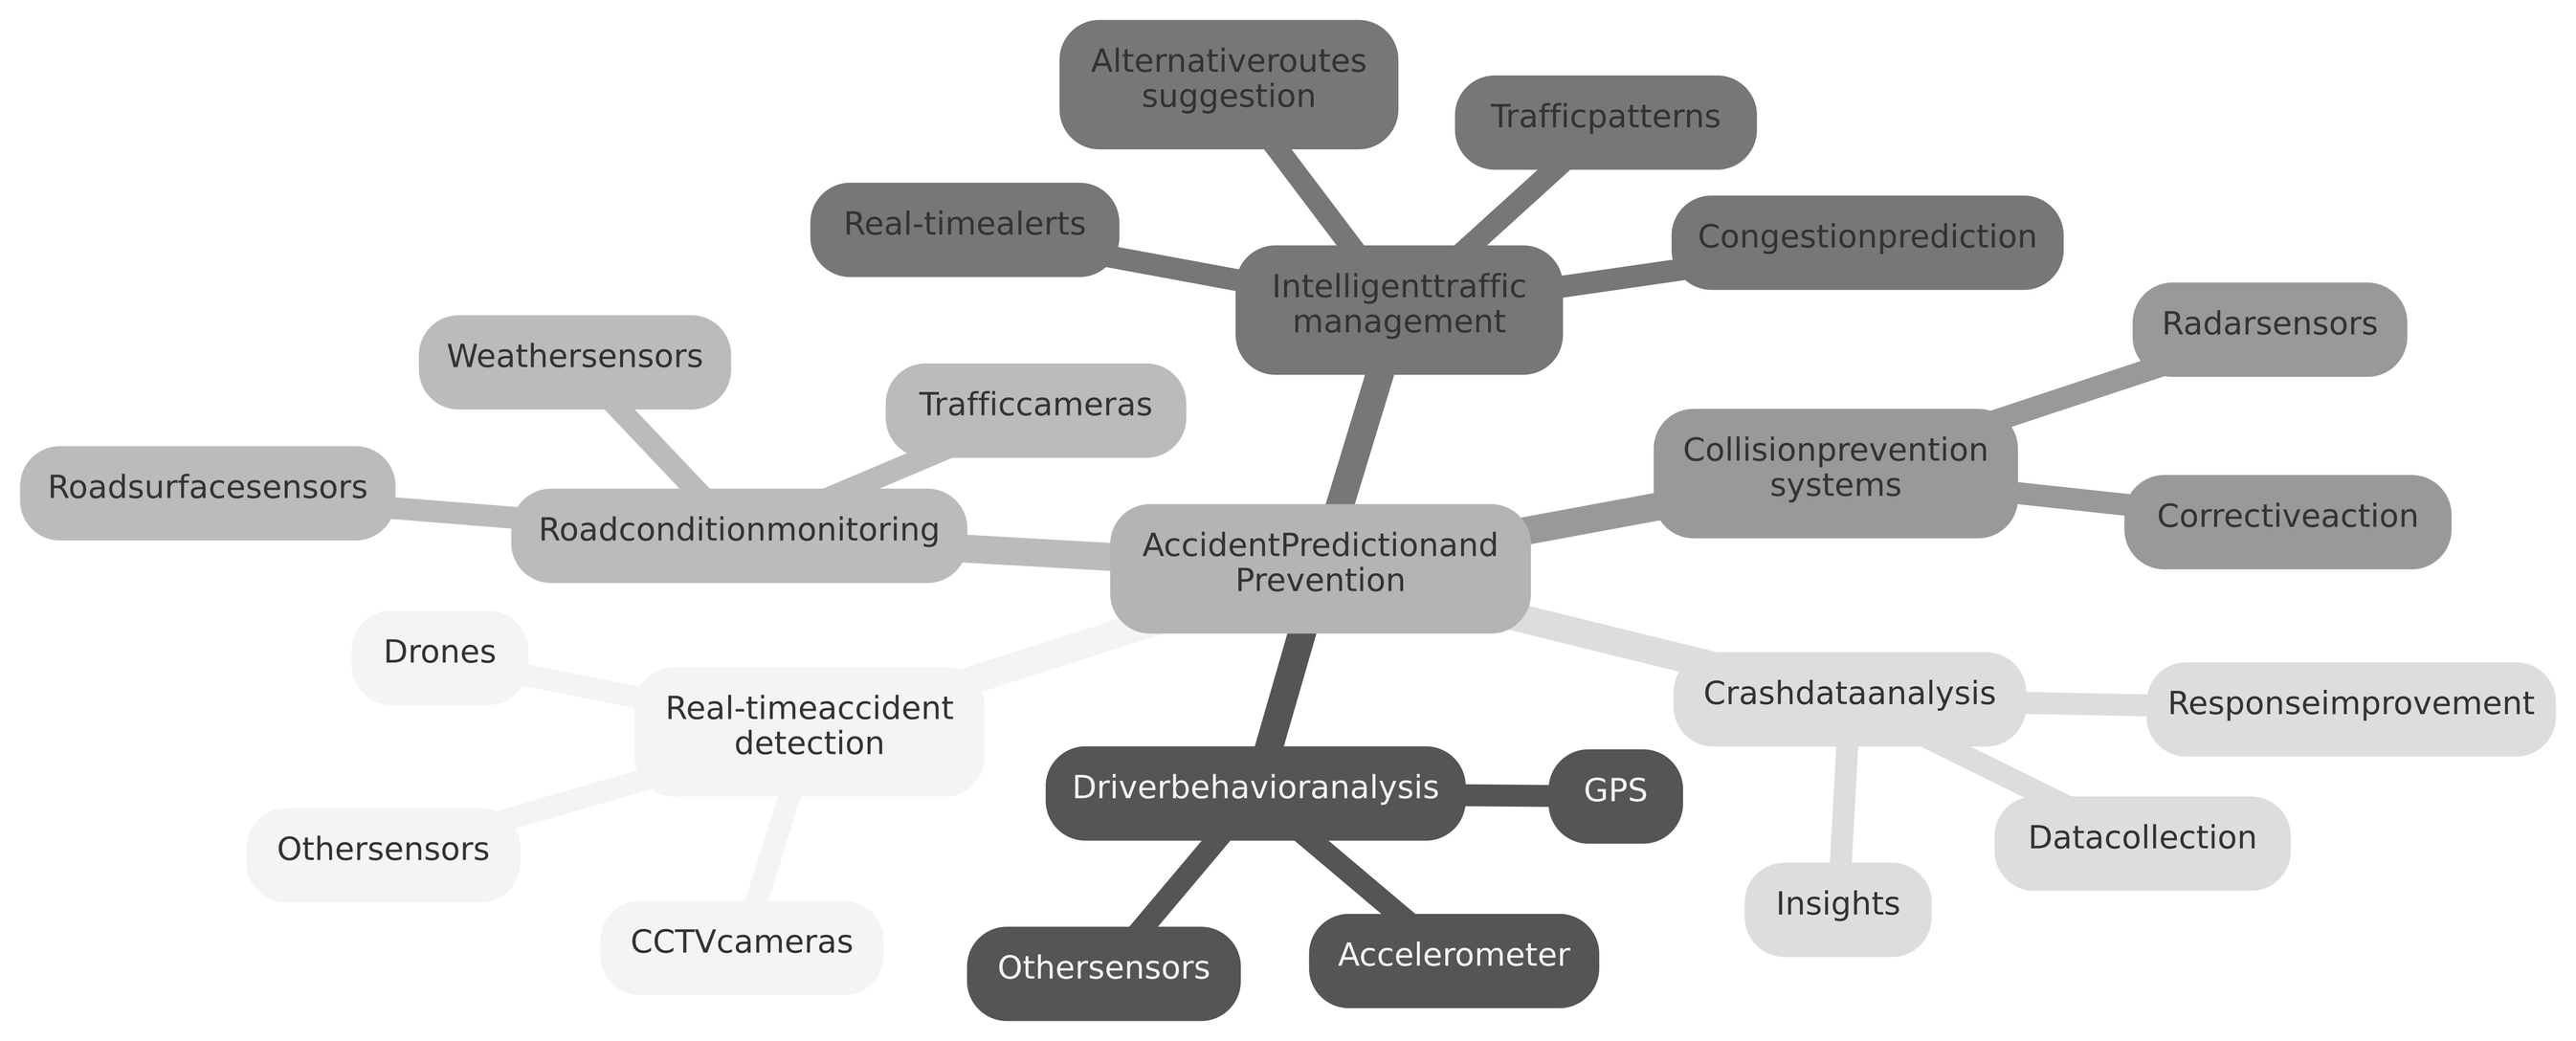 Alternativeroutes
suggestion
Trafficpatterns
Real-timealerts
Congestionprediction
Intelligenttraffic
management
Radarsensors
Weathersensors
Trafficcameras
Collisionprevention
systems
Roadsurfacesensors
Correctiveaction
Roadconditionmonitoring
AccidentPredictionand
Prevention
Drones
Real-timeaccident
detection
Crashdataanalysis
Responseimprovement
Driverbehavioranalysis
GPS
Othersensors
Datacollection
Insights
CCTVcameras
Othersensors
Accelerometer